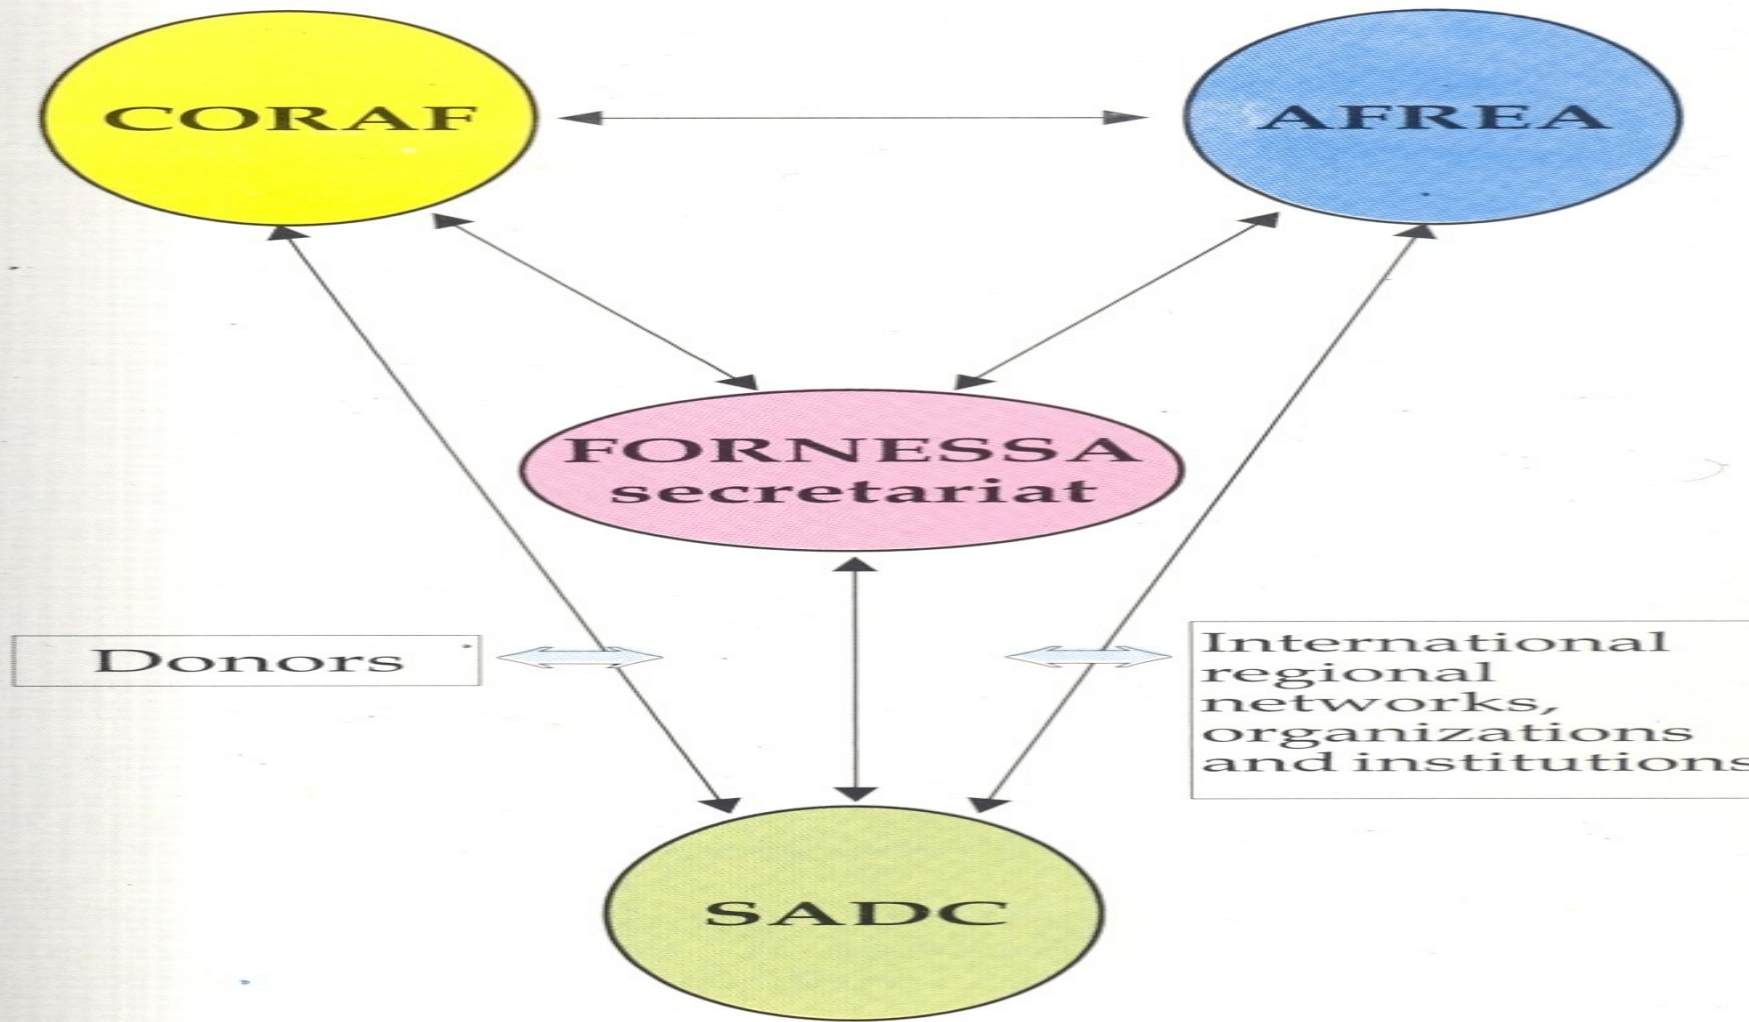 CORAF
AFREA
FORNESSA
secretariat
Donors
International
regional
networks,
organizations
and institutions
SADC